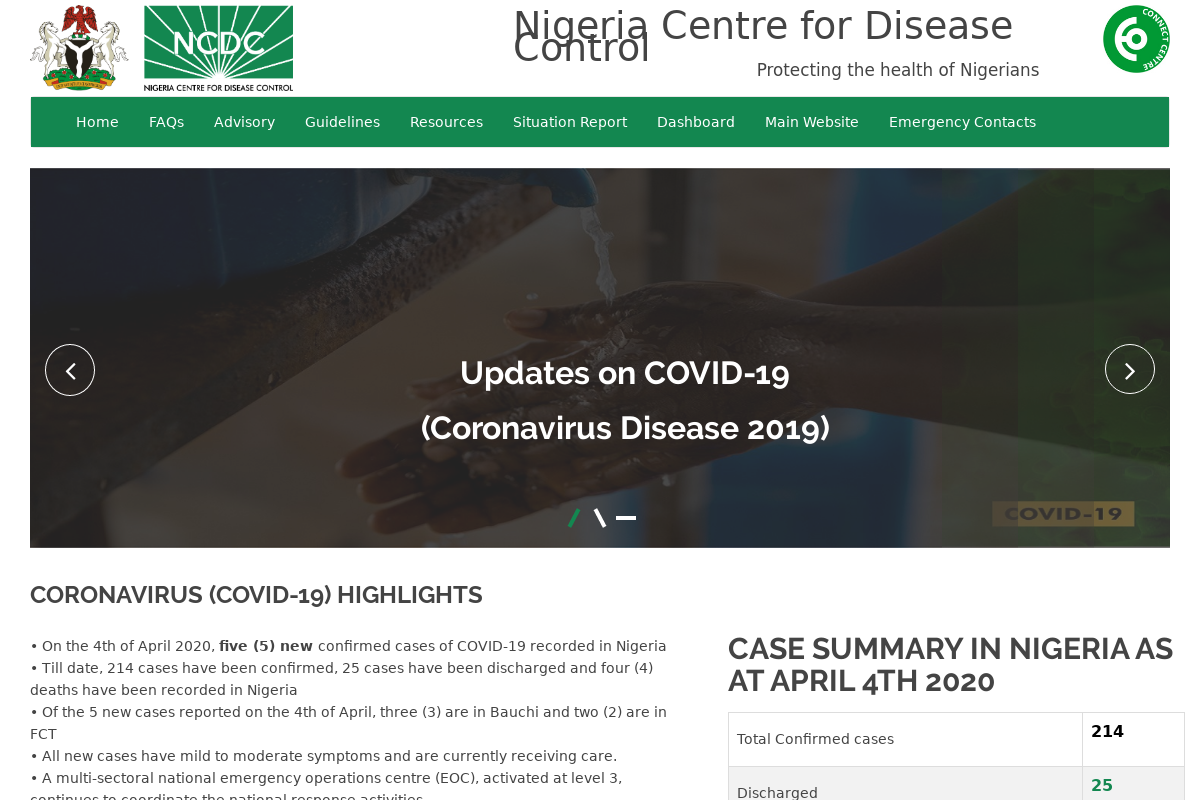 NCDC
NIGERIA CENTRE FOR DISEASE CONTROL
Nigeria Centre for Disease
Control
Protecting the health of Nigerians
CONNECT CENTRE
Home FAQs Advisory Guidelines Resources Situation Report Dashboard Main Website Emergency Contacts
Updates on COVID-19
(Coronavirus Disease 2019)
COVID-19
CORONAVIRUS (COVID-19) HIGHLIGHTS
• On the 4th of April 2020, five (5) new confirmed cases of COVID-19 recorded in Nigeria
• Till date, 214 cases have been confirmed, 25 cases have been discharged and four (4)
deaths have been recorded in Nigeria
• Of the 5 new cases reported on the 4th of April, three (3) are in Bauchi and two (2) are in
FCT
• All new cases have mild to moderate symptoms and are currently receiving care.
• A multi-sectoral national emergency operations centre (EOC), activated at level 3,
continues to coordinate the national response activities
CASE SUMMARY IN NIGERIA AS
AT APRIL 4TH 2020
Total Confirmed cases 214
Discharged 25